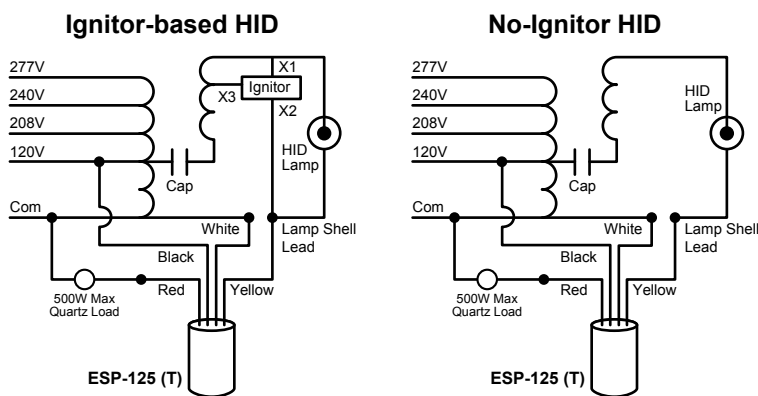 Ignitor-based HID
277V
240V
208V
120V
Com
X1
Ignitor
X3
X2
HID
Lamp
Cap
White
Lamp Shell
Lead
Black
Red
Yellow
500W Max
Quartz Load
ESP-125 (T)
No-Ignitor HID
277V
240V
208V
120V
Com
HID
Lamp
Cap
White
Lamp Shell
Lead
Black
Red
Yellow
500W Max
Quartz Load
ESP-125 (T)